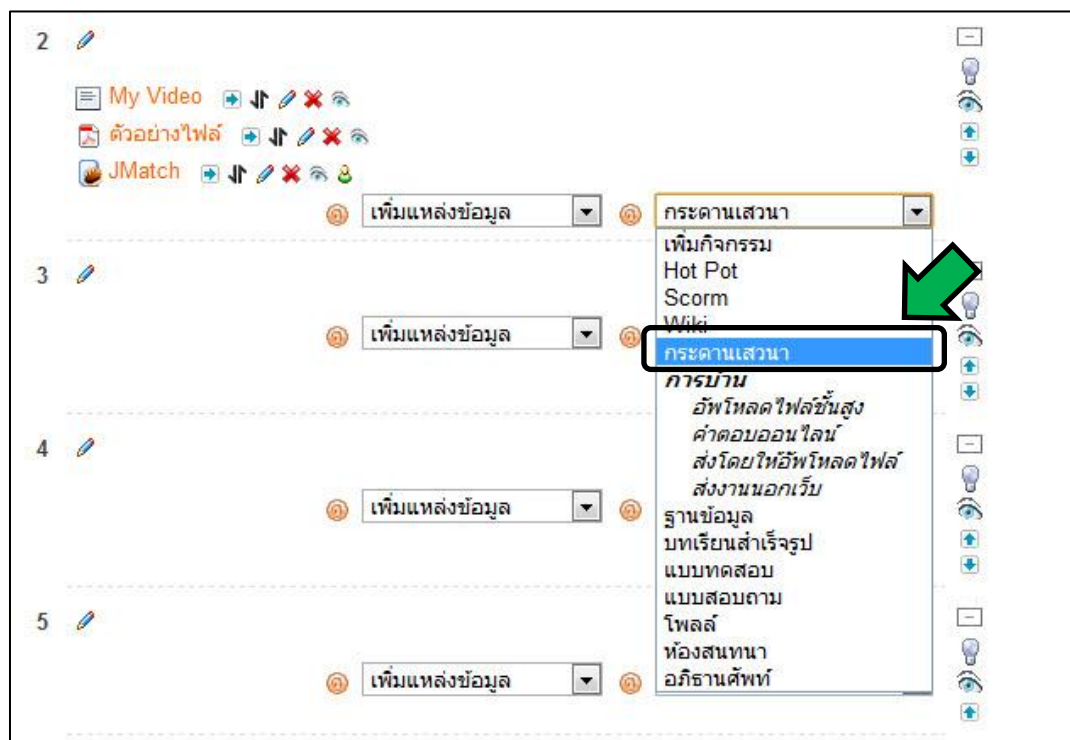 2
My Video
ตัวอย่างไฟล์
JMatch
เพิ่มแหล่งข้อมูล กระดานเสวนา
เพิ่มกิจกรรม
Hot Pot
Scorm
Wiki
กระดานเสวนา
การบ้าน
อัพโหลดไฟล์ชั้นสูง
คำตอบออนไลน์
ส่งโดยให้อัพโหลดไฟล์
ส่งงานนอกเว็บ
ฐานข้อมูล
บทเรียนสำเร็จรูป
แบบทดสอบ
แบบสอบถาม
โพลล์
ห้องสนทนา
อภิธานศัพท์
3
เพิ่มแหล่งข้อมูล
4
เพิ่มแหล่งข้อมูล
5
เพิ่มแหล่งข้อมูล